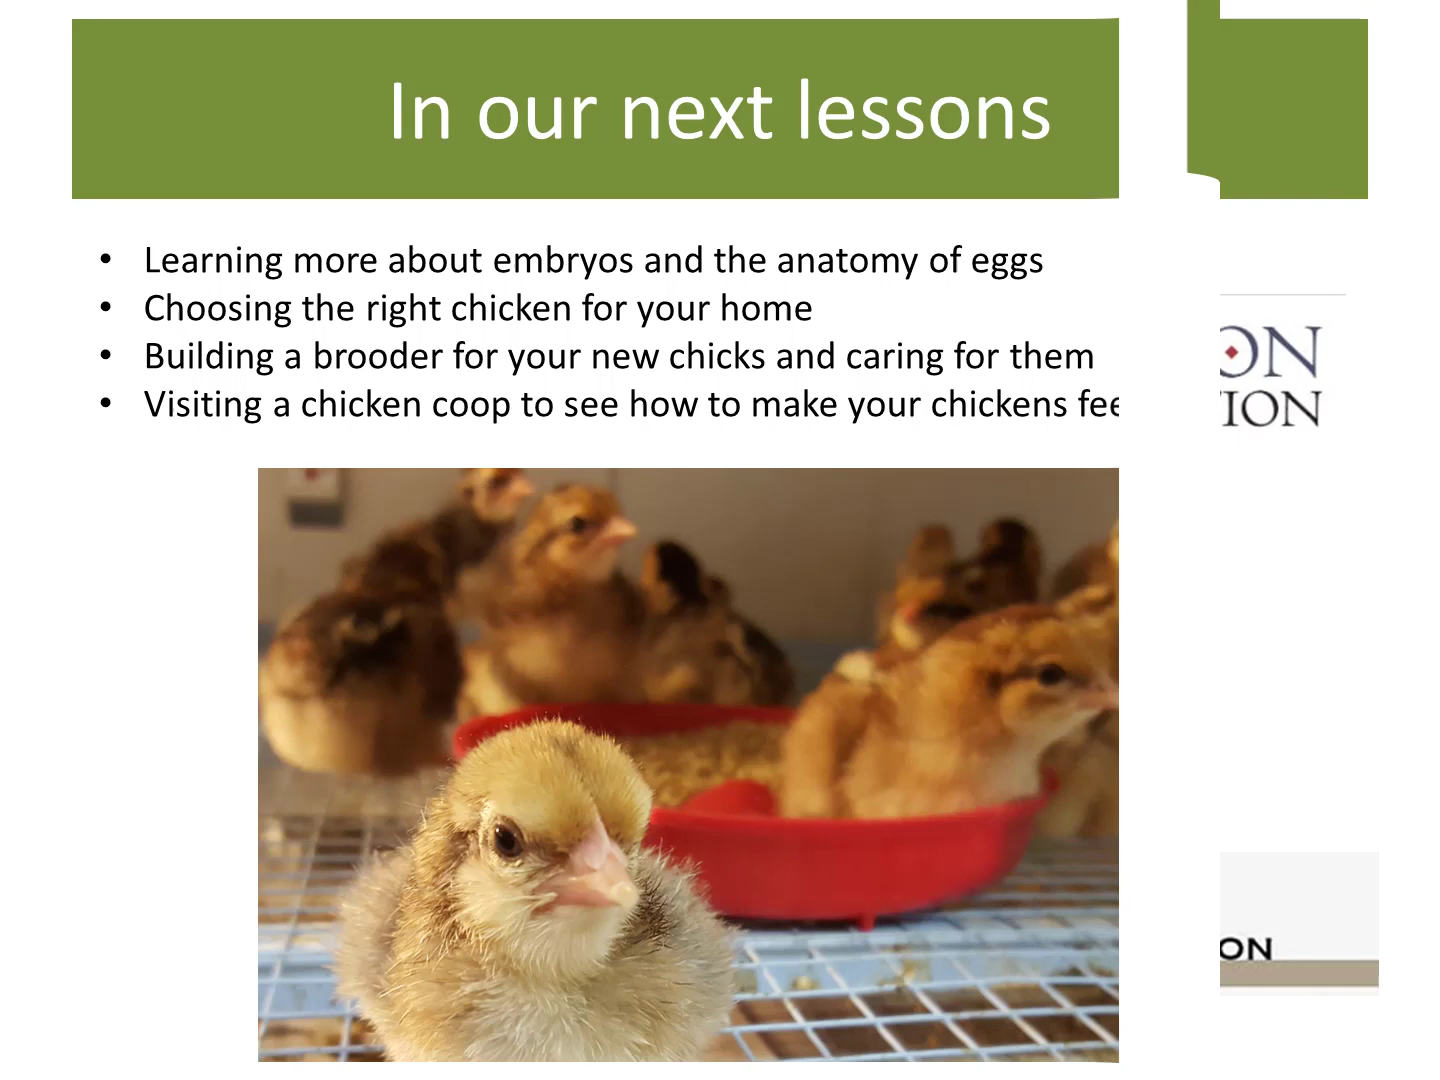 In our next lessons
• Learning more about embryos and the anatomy of eggs
• Choosing the right chicken for your home
• Building a brooder for your new chicks and caring for them
• Visiting a chicken coop to see how to make your chickens
ON
ION
ON